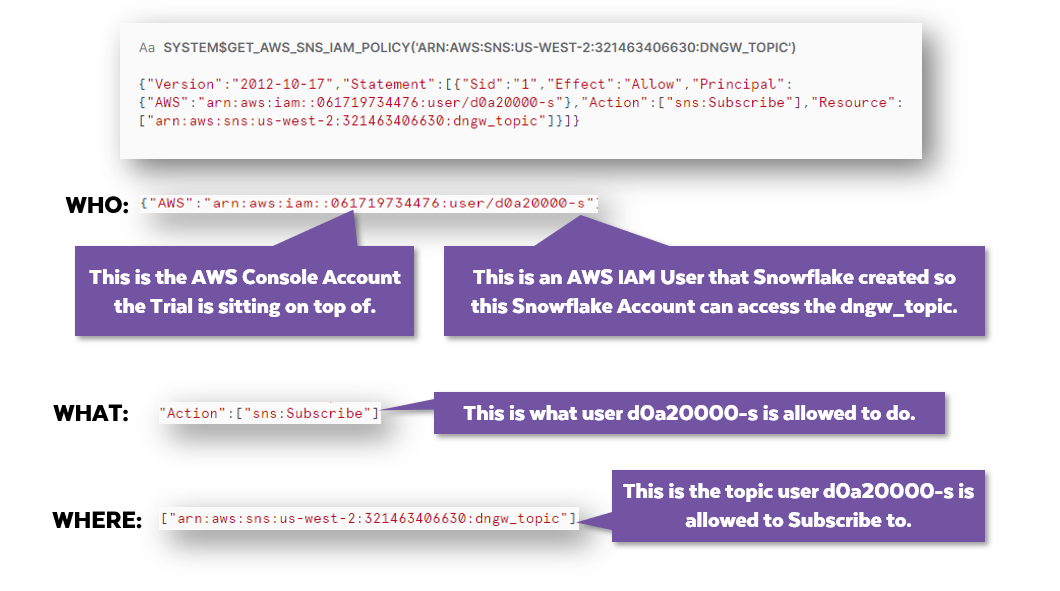 Aa SYSTEM$GET_AWS_SNS_IAM_POLICY('ARN:AWS:SNS:US-WEST-2:321463406630:DNGW_TOPIC')
{"Version":"2012-10-17","Statement":[{"Sid":"1","Effect":"Allow","Principal":
{"AWS":"arn:aws:iam::061719734476:user/d0a20000-s"},"Action":["sns:Subscribe"],"Resource":
["arn:aws:sns:us-west-2:321463406630:dngw_topic"]}]}
WHO: {"AWS":"arn:aws:iam::061719734476:user/d0a20000-s"}
This is the AWS Console Account
the Trial is sitting on top of.
This is an AWS IAM User that Snowflake created so
this Snowflake Account can access the dngw_topic.
WHAT: "Action":["sns:Subscribe"]
This is what user d0a20000-s is allowed to do.
WHERE: ["arn:aws:sns:us-west-2:321463406630:dngw_topic"]
This is the topic user d0a20000-s is
allowed to Subscribe to.